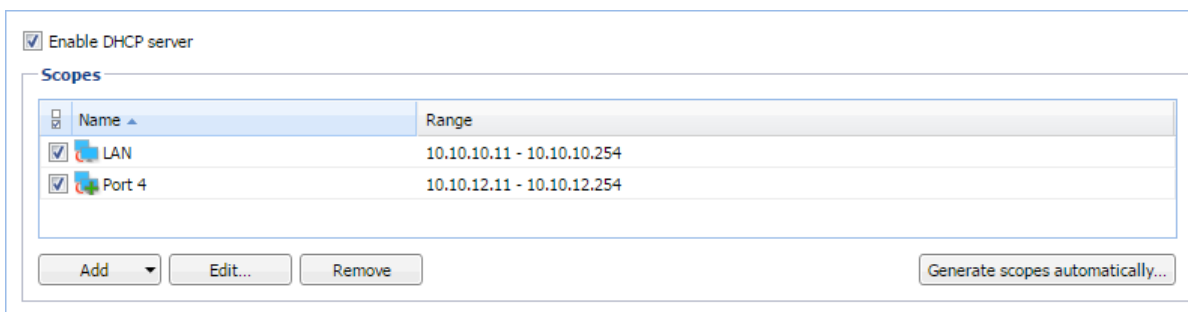 Enable DHCP server
Scopes
Name Range
LAN 10.10.10.11 - 10.10.10.254
Port 4 10.10.12.11 - 10.10.12.254
Add Edit... Remove Generate scopes automatically...